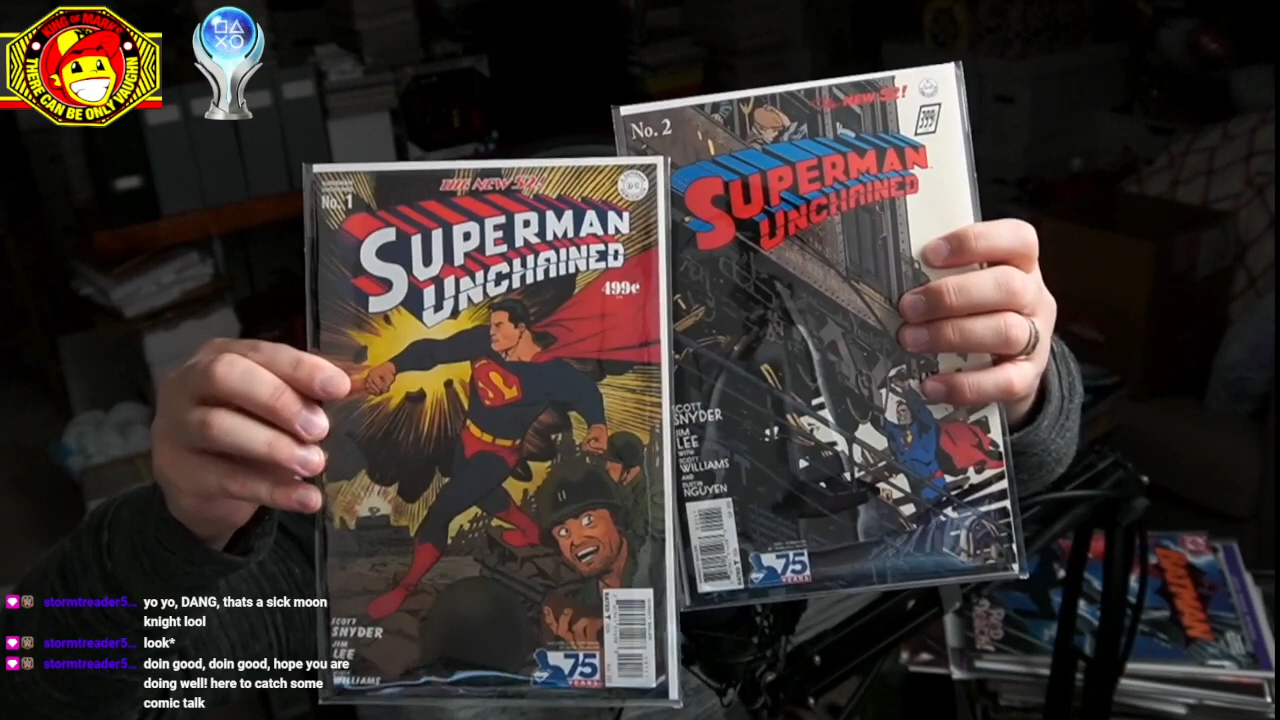 KING OF MARKS
THERE CAN BE ONLY VAUGHN
THE NEW 52!
No. 1
SUPERMAN
UNCHAINED
499¢
SCOTT
SNYDER
JIM
LEE
WILLIAMS
75
YEARS
THE NEW 52!
No. 2
399
SUPERMAN
UNCHAINED
SCOTT
SNYDER
JIM
LEE
WITH
SCOTT
WILLIAMS
AND
DUSTIN
NGUYEN
75
YEARS
stormtreader5... yo yo, DANG, thats a sick moon
knight lool
stormtreader5... look*
stormtreader5... doin good, doin good, hope you are
doing well! here to catch some
comic talk